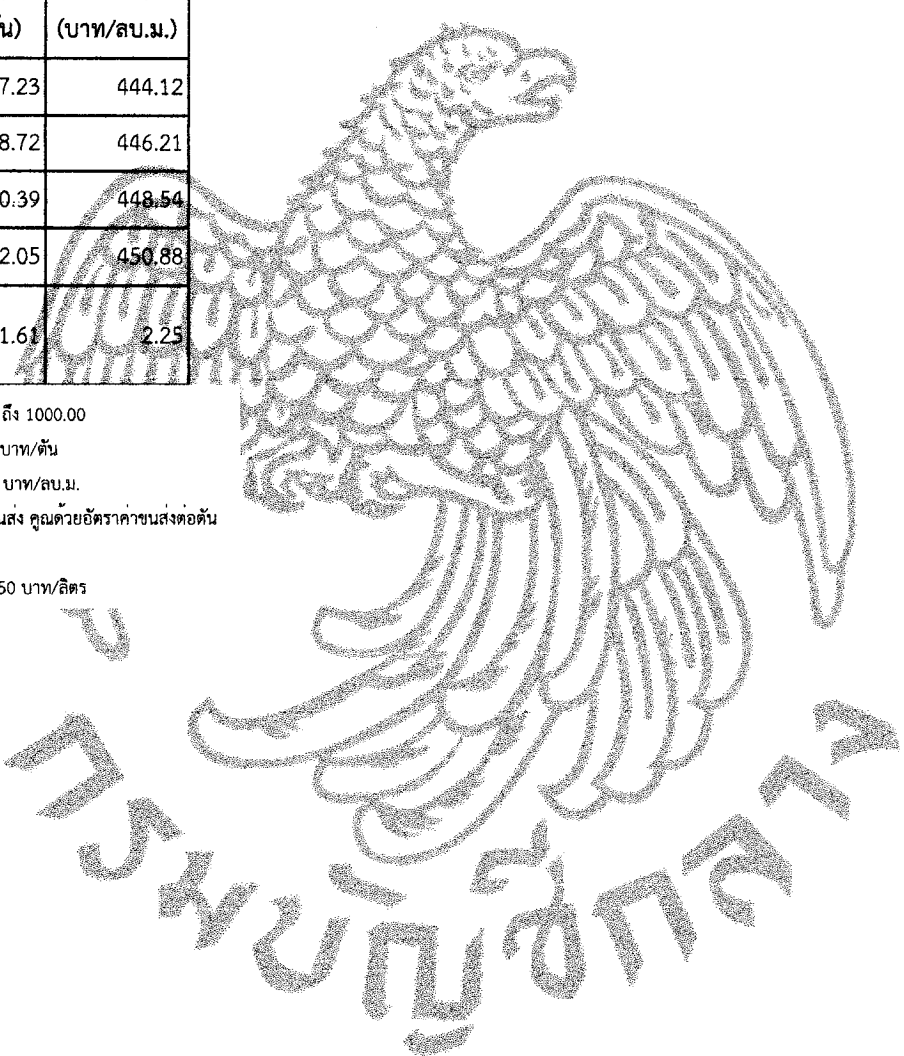 ัน) (บาท/ลบ.ม.)
7.23 444.12
8.72 446.21
0.39 448.54
2.05 450.88
1.61 2.25
ถึง 1000.00
บาท/ตัน
บาท/ลบ.ม.
นส่ง คูณด้วยอัตราค่าขนส่งต่อตัน
50 บาท/ลิตร
กรมบัญชีกลาง